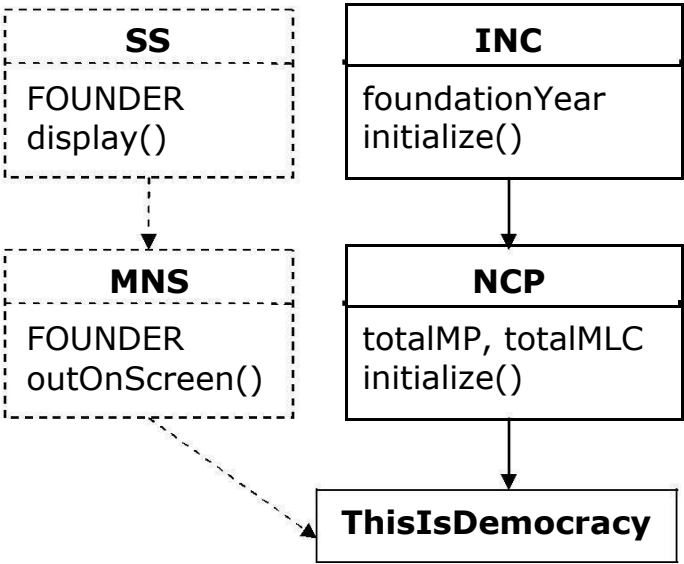 SS
FOUNDER
display()
INC
foundationYear
initialize()
MNS
FOUNDER
outOnScreen()
NCP
totalMP, totalMLC
initialize()
ThisIsDemocracy